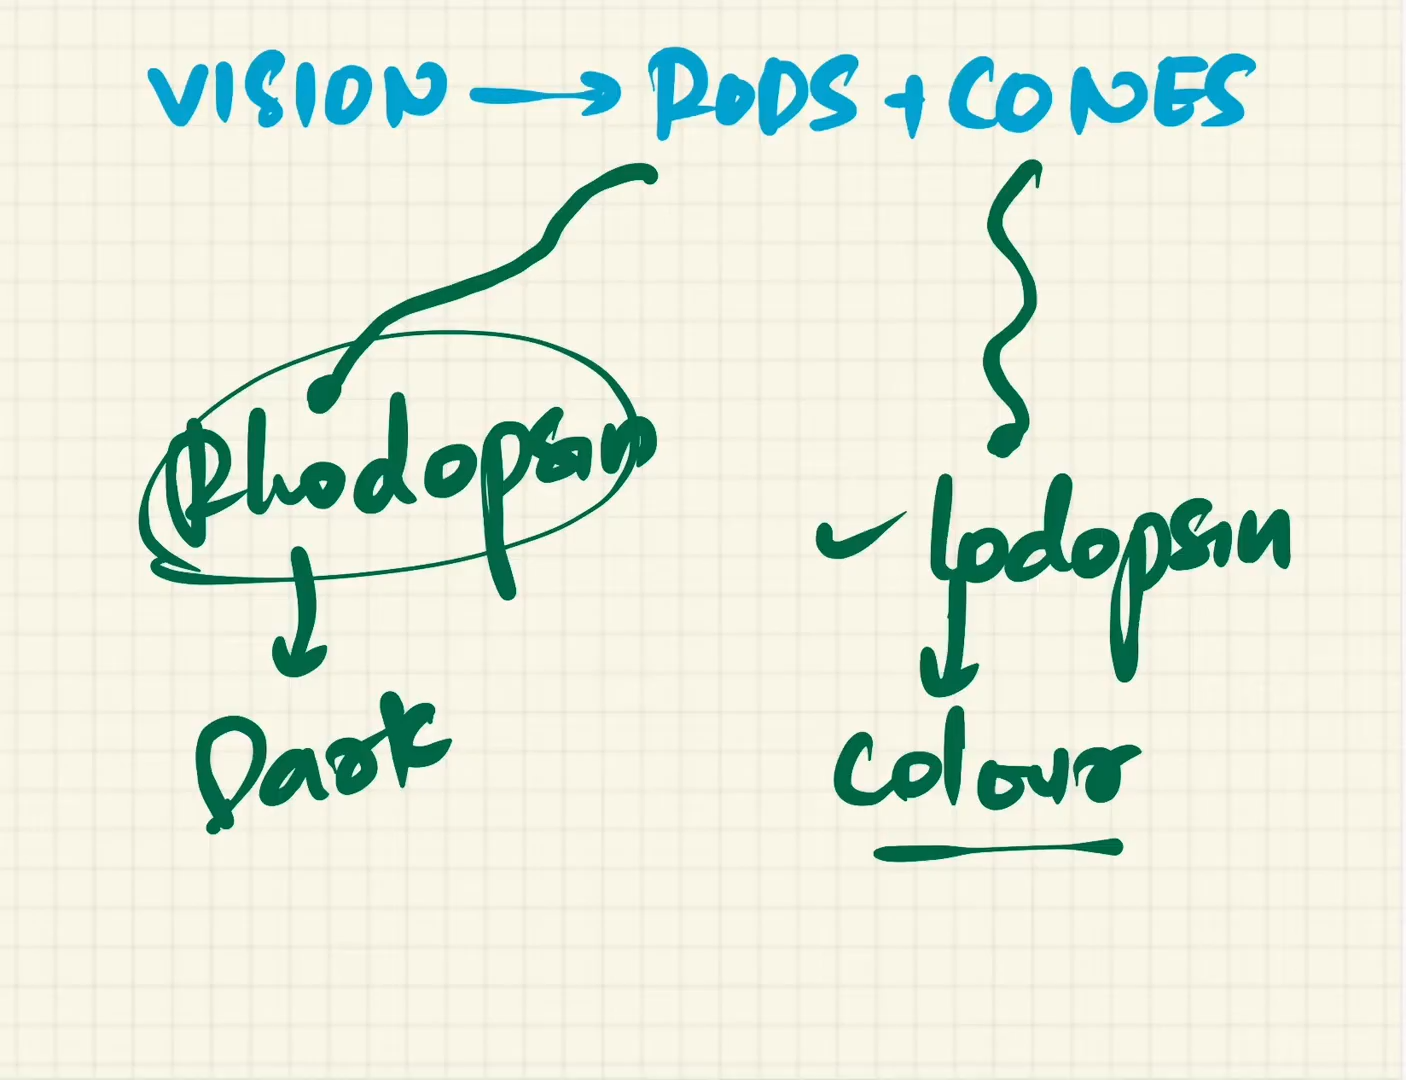 VISION → RODS + CONES
Rhodopsin
✓ Iodopsin
Dark
Colour